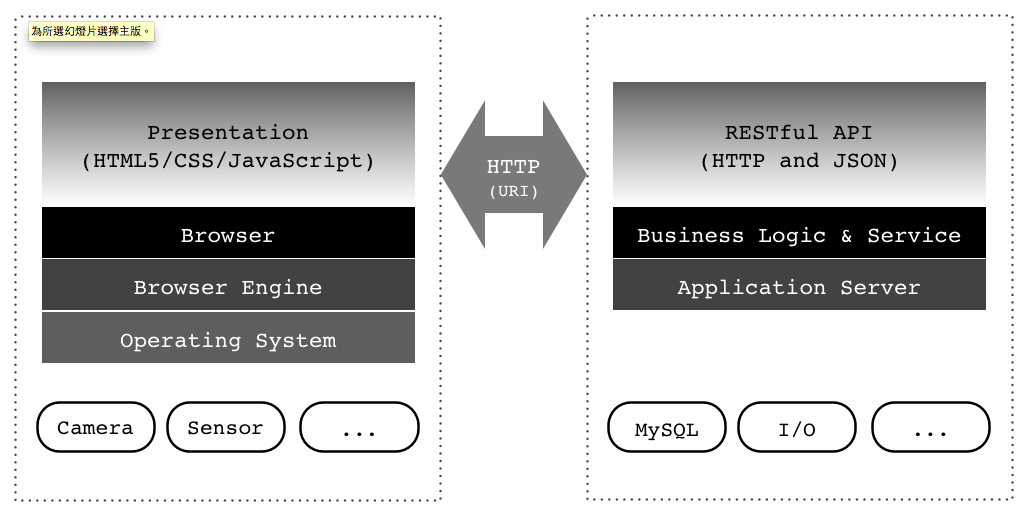 為所選幻燈片選擇主版。
Presentation
(HTML5/CSS/JavaScript)
Browser
Browser Engine
Operating System
Camera
Sensor
...
HTTP
(URI)
RESTful API
(HTTP and JSON)
Business Logic & Service
Application Server
MySQL
I/O
...